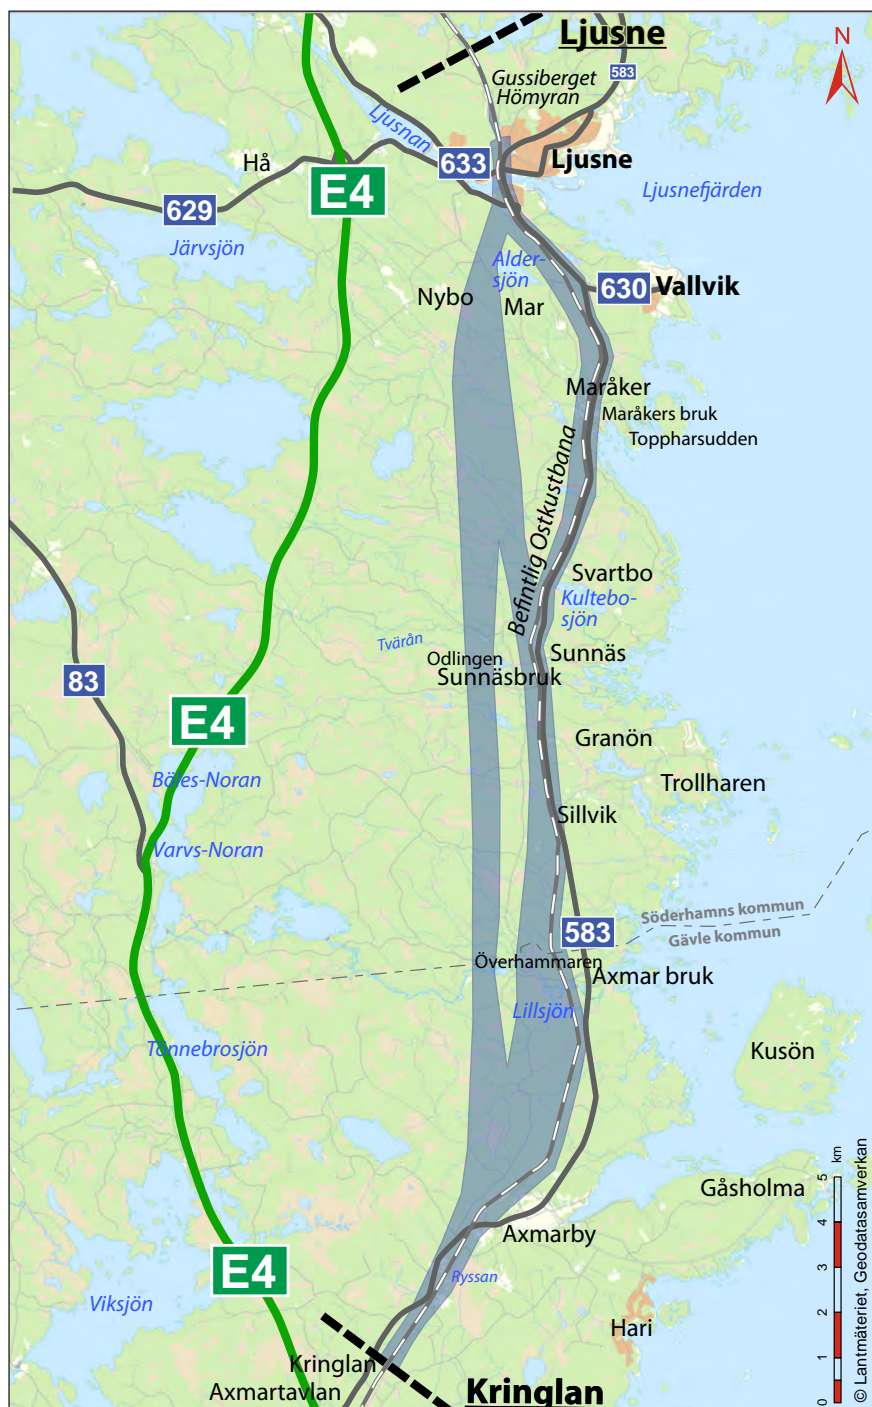 Ljusne
N
583
Gussiberget
Hömyran
Ljusnan
Hå
633
Ljusne
E4
629
Ljusnefjärden
Järvsjön
Alder-
sjön
630
Vallvik
Nybo
Mar
Maråker
Maråkers bruk
Toppharsudden
Befintlig Ostkustbana
Svartbo
Kultebo-
sjön
Tvärån
Sunnäs
Odlingen
Sunnäsbruk
83
E4
Granön
Böles-Noran
Trollharen
Sillvik
Varvs-Noran
Söderhamns kommun
583
Gävle kommun
Överhammaren
Axmar bruk
Lillsjön
Tönnebrosjön
Kusön
km
5
4
3
2
1
0
© Lantmäteriet, Geodatasamverkan
Gåsholma
Axmarby
E4
Ryssan
Viksjön
Hari
Kringlan
Axmartavlan
Kringlan